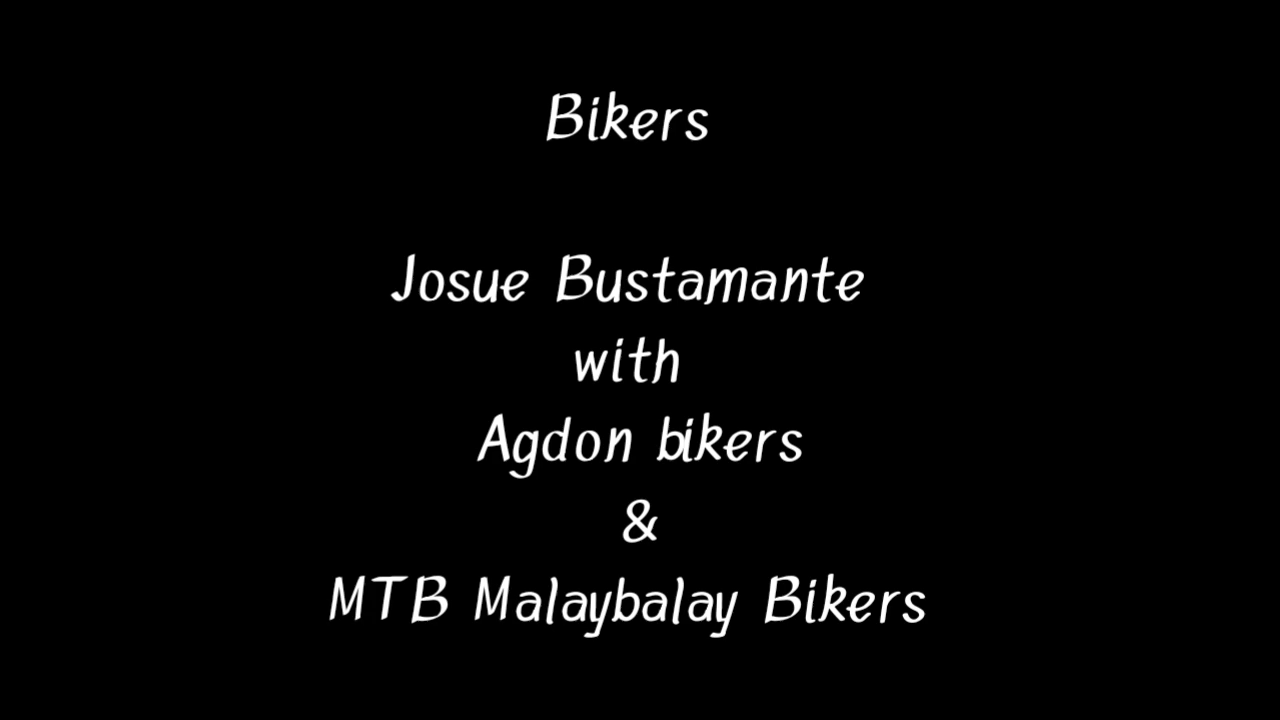 Bikers
Josue Bustamante
with
Agdon bikers
&
MTB Malaybalay Bikers